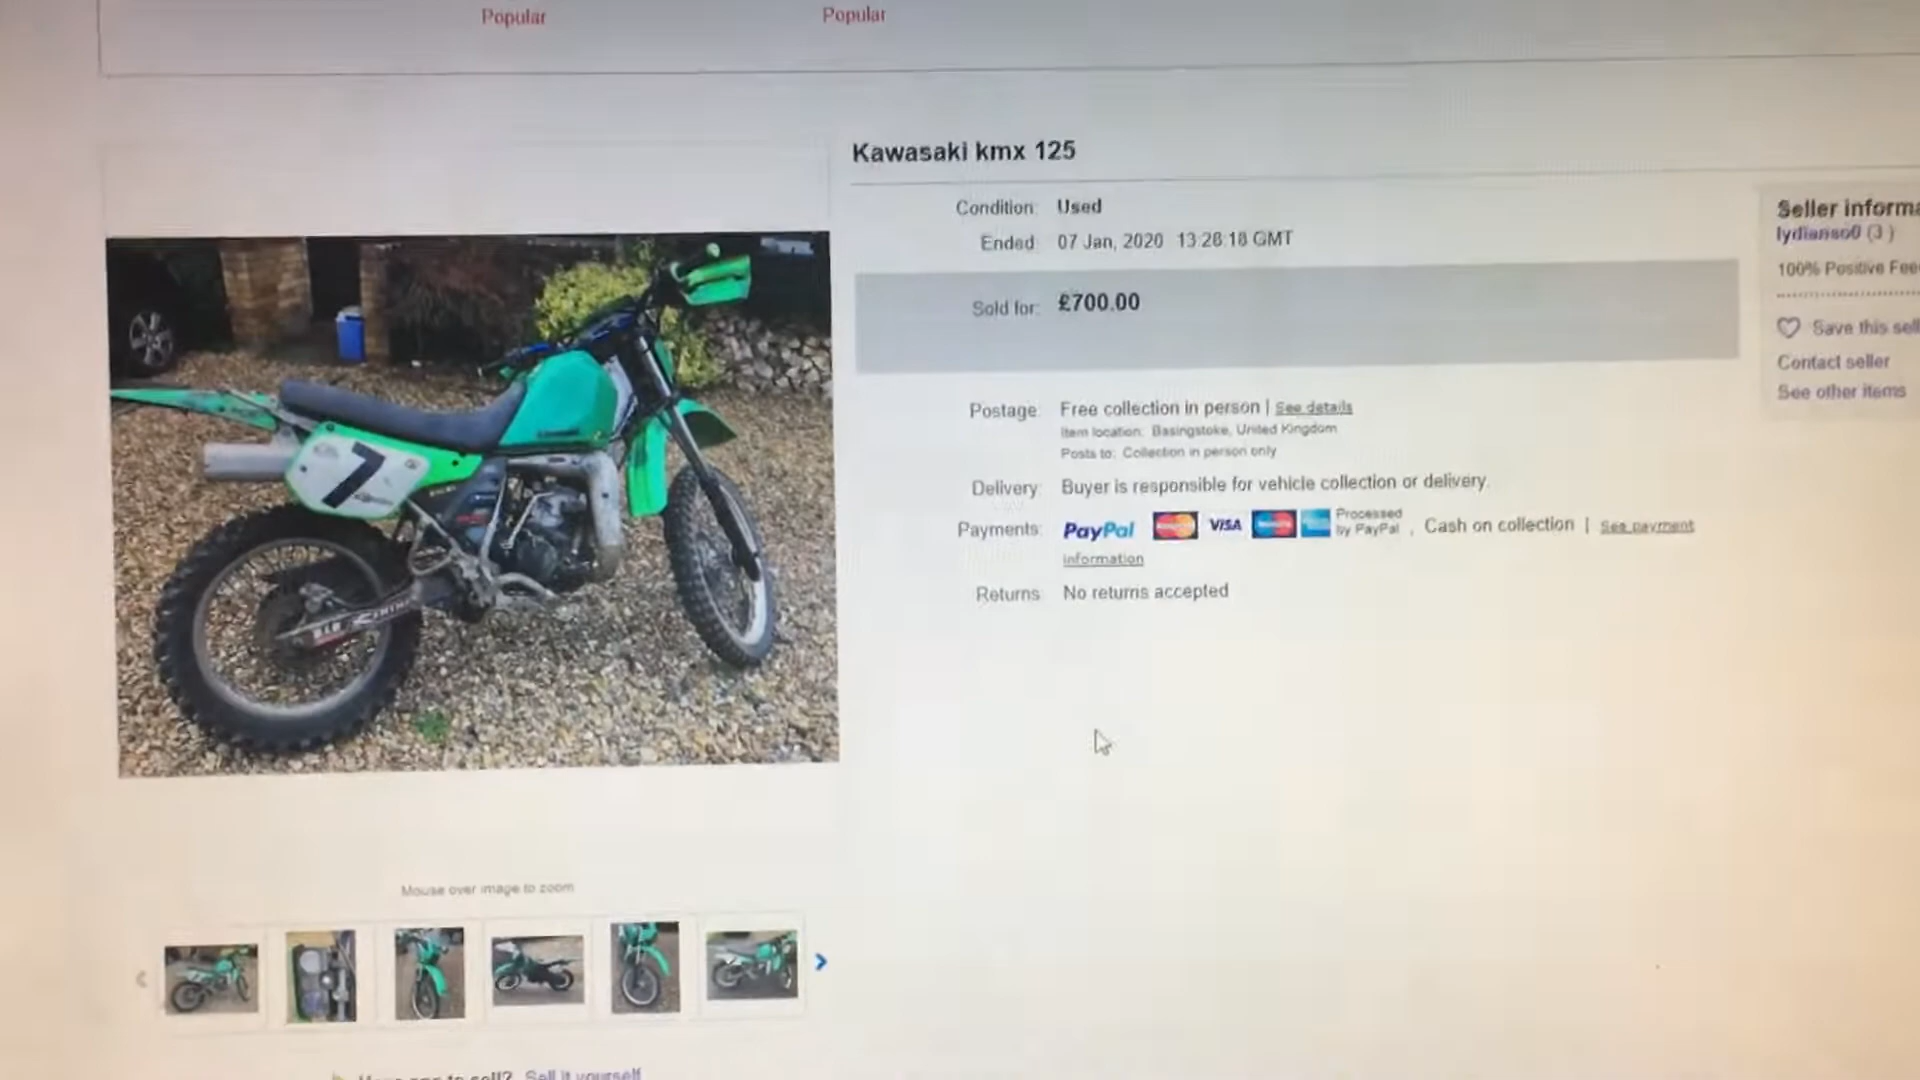 Popular Popular
Kawasaki kmx 125
Condition: Used
Ended: 07 Jan, 2020 13:28:18 GMT
Sold for: £700.00
Postage: Free collection in person | See details
Item location: Basingstoke, United Kingdom
Posts to: Collection in person only
Delivery: Buyer is responsible for vehicle collection or delivery.
Payments: PayPal VISA Processed by PayPal , Cash on collection | See payment
information
Returns: No returns accepted
Seller informa
(3 )
100% Positive Fee
Save this sell
Contact seller
See other items
7
Mouse over image to zoom
to sell? Sell it yourself